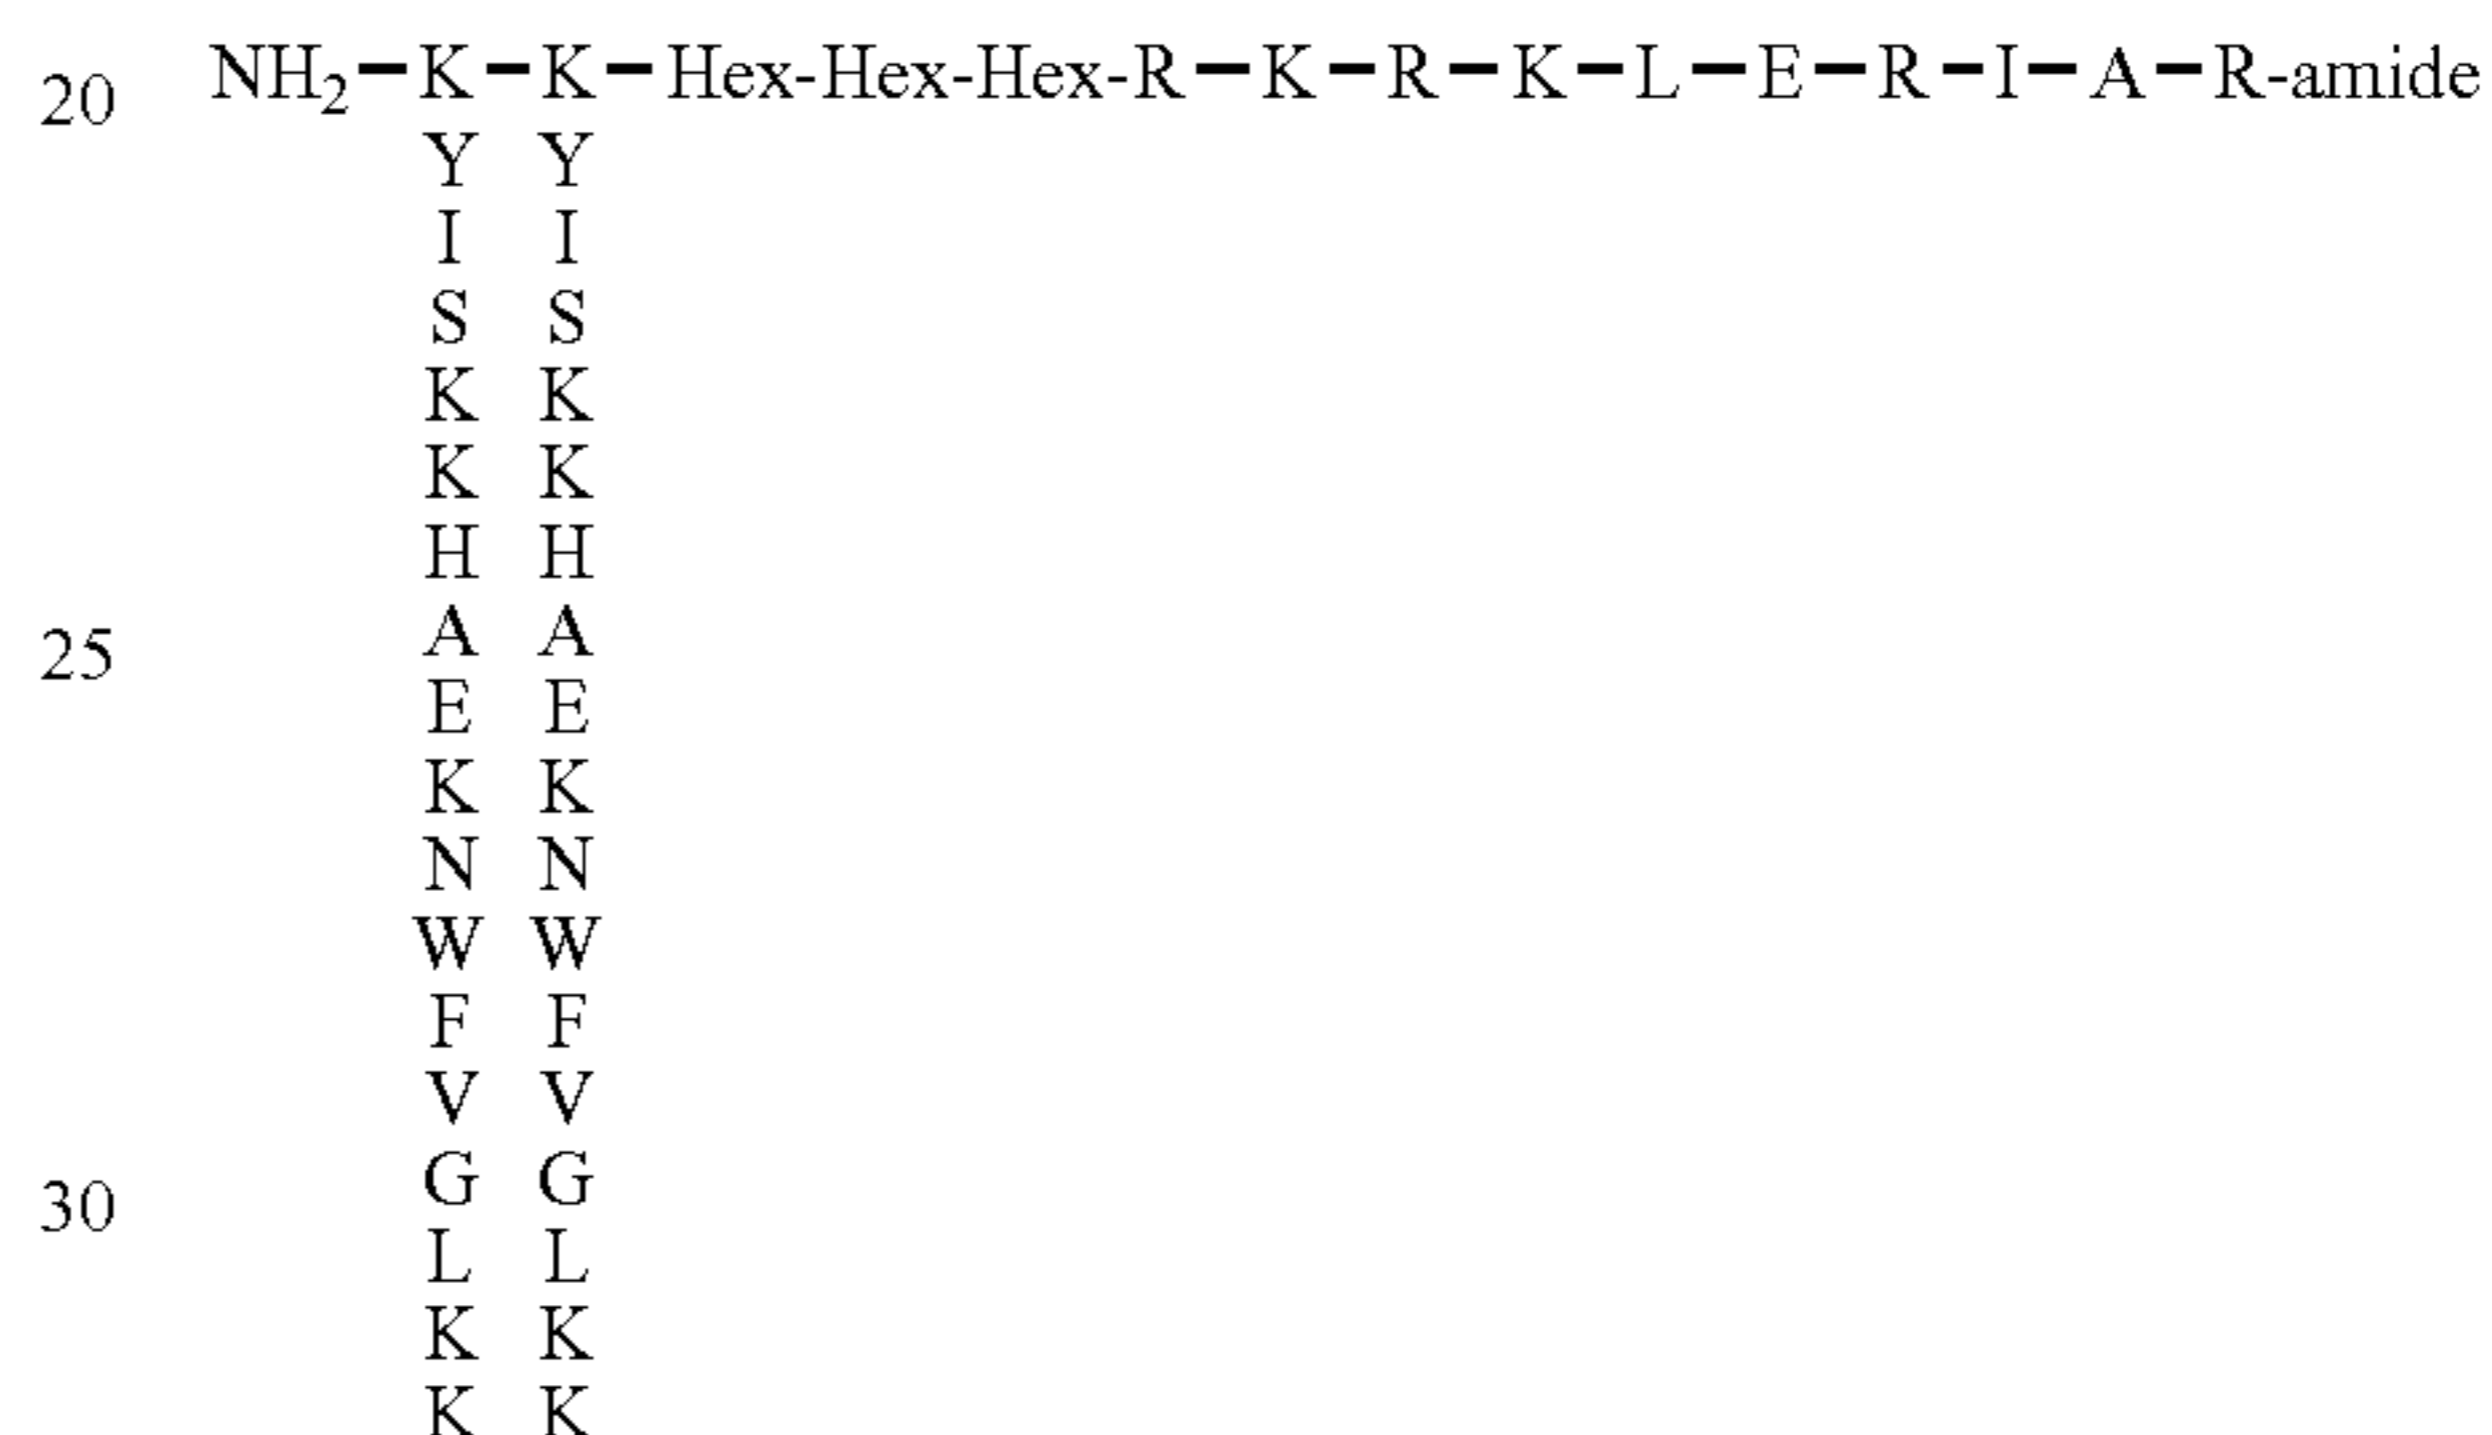 20 NH₂–K–K–Hex-Hex-Hex-R–K–R–K–L–E–R–I–A–R-amide
Y Y
I I
S S
K K
K K
H H
25 A A
E E
K K
N N
W W
F F
V V
G G
30 L L
K K
K K